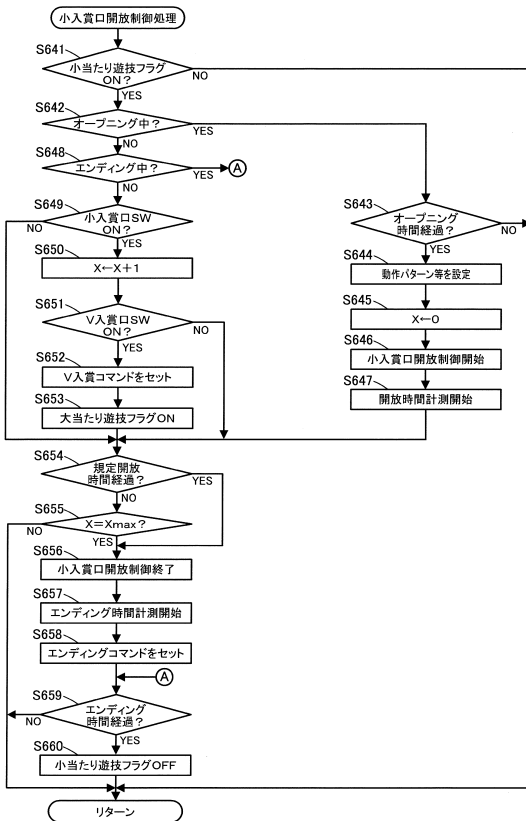 小入賞口開放制御処理
S641
小当たり遊技フラグ
ON?
NO
YES
S642
オープニング中?
YES
NO
S648
エンディング中?
YES
A
NO
S649
小入賞口SW
ON?
NO
YES
S650
X←X+1
S651
V入賞口SW
ON?
NO
YES
S652
V入賞コマンドをセット
S653
大当たり遊技フラグON
S643
オープニング
時間経過?
NO
YES
S644
動作パターン等を設定
S645
X←0
S646
小入賞口開放制御開始
S647
開放時間計測開始
S654
規定開放
時間経過?
YES
NO
S655
X=Xmax?
NO
YES
S656
小入賞口開放制御終了
S657
エンディング時間計測開始
S658
エンディングコマンドをセット
A
S659
エンディング
時間経過?
NO
YES
S660
小当たり遊技フラグOFF
リターン